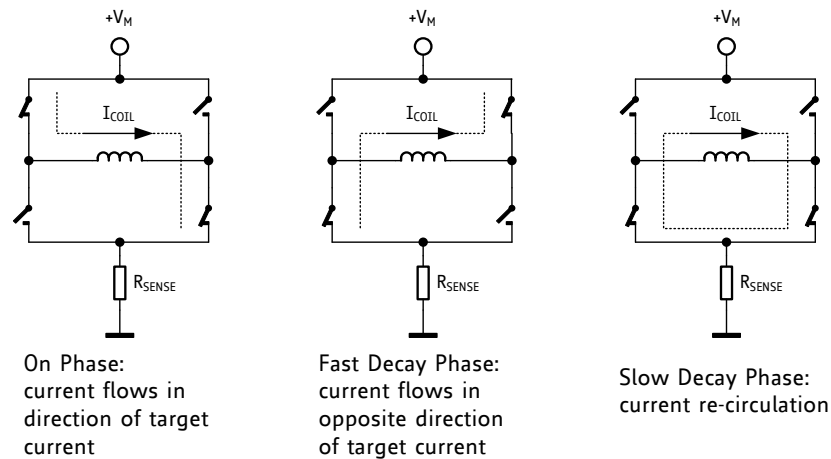 +VM
ICOIL
RSENSE
On Phase:
current flows in
direction of target
current
+VM
ICOIL
RSENSE
Fast Decay Phase:
current flows in
opposite direction
of target current
+VM
ICOIL
RSENSE
Slow Decay Phase:
current re-circulation